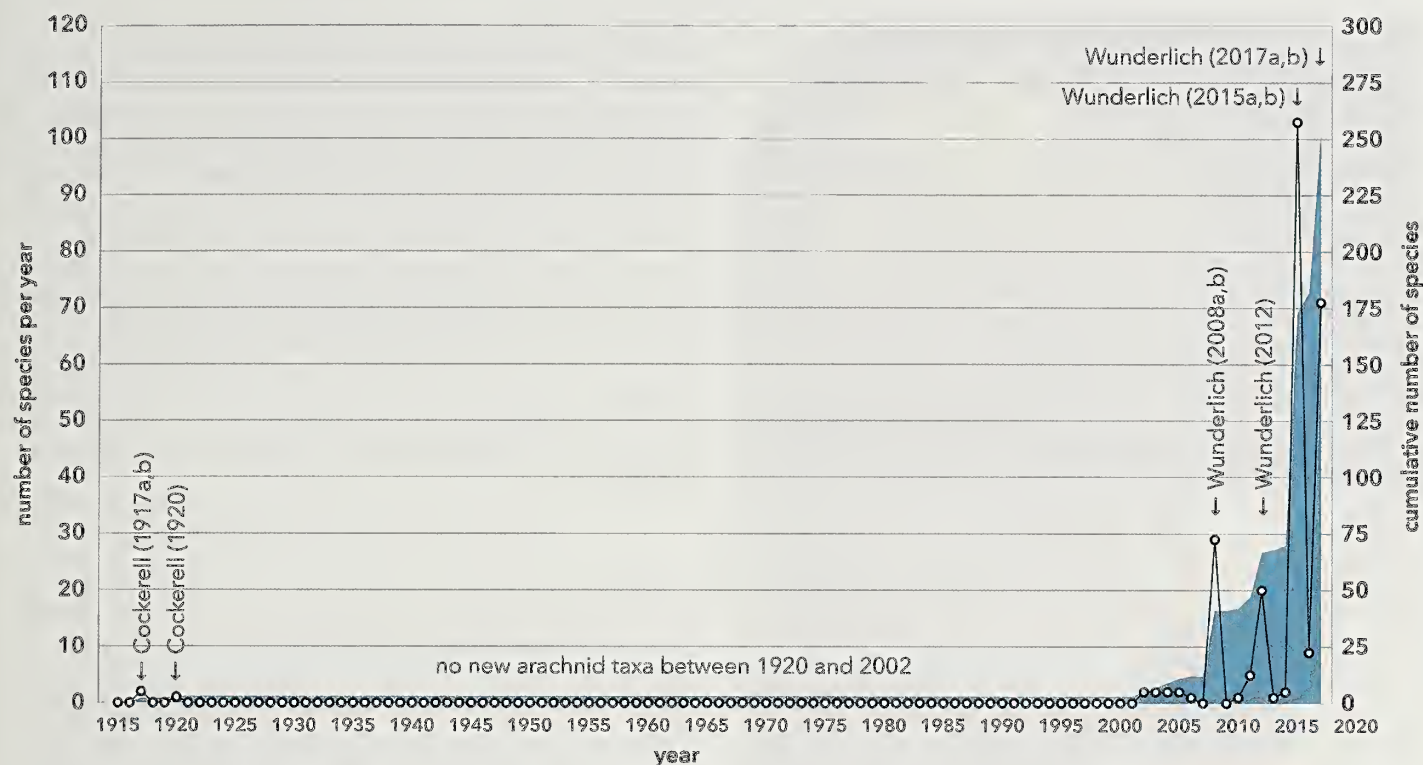 120
110
100
90
80
70
60
50
40
30
20
10
0
number of species per year
300
275
250
225
200
175
150
125
100
75
50
25
0
cumulative number of species
Wunderlich (2017a,b) ↓
Wunderlich (2015a,b) ↓
← Wunderlich (2008a,b)
← Wunderlich (2012)
← Cockerell (1917a,b)
← Cockerell (1920)
no new arachnid taxa between 1920 and 2002
1915 1920 1925 1930 1935 1940 1945 1950 1955 1960 1965 1970 1975 1980 1985 1990 1995 2000 2005 2010 2015 2020
year